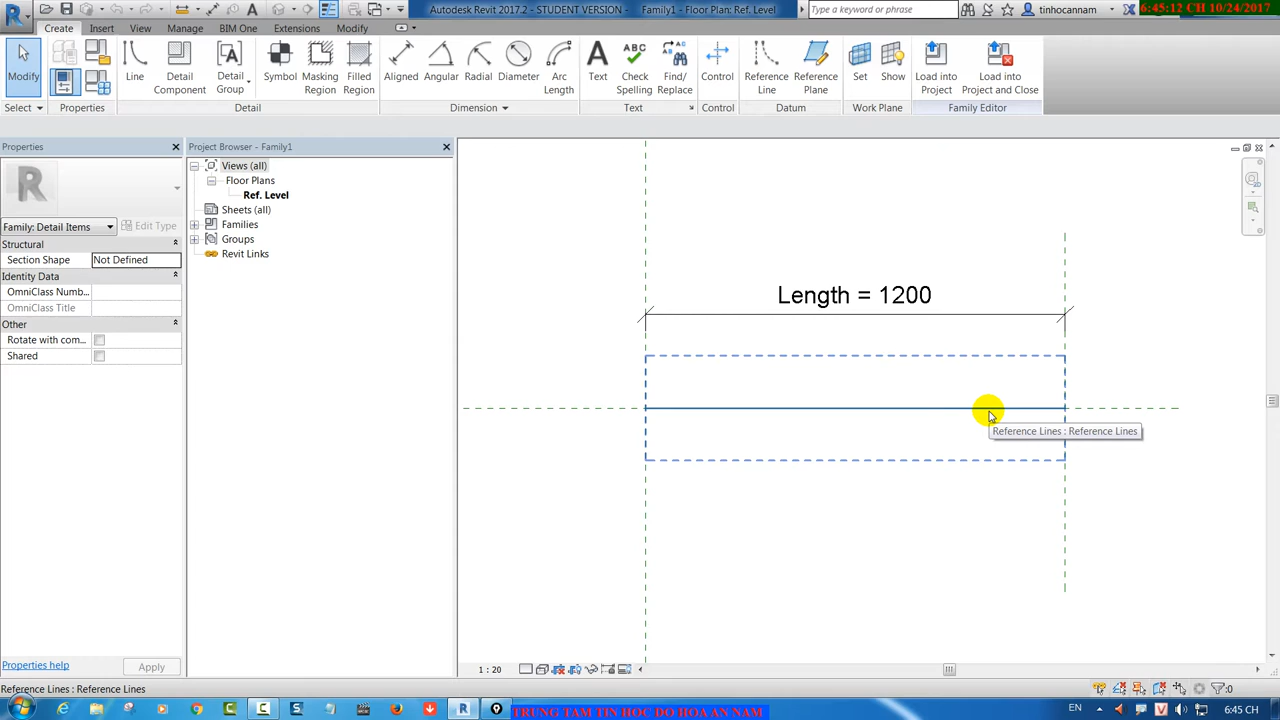 Autodesk Revit 2017.2 - STUDENT VERSION - Family1 - Floor Plan: Ref. Level
Type a keyword or phrase
tinhocannam
6:45:12 CH 10/24/2017
Create Insert View Manage BIM One Extensions Modify
Modify
Line
Detail Component
Detail Group
Symbol
Masking Region
Filled Region
Aligned
Angular
Radial
Diameter
Arc Length
ABC
Text
Check Spelling
Find/ Replace
Control
Reference Line
Reference Plane
Set
Show
Load into Project
Load into Project and Close
Select
Properties
Detail
Dimension
Text
Control
Datum
Work Plane
Family Editor
Properties
Project Browser - Family1
Family: Detail Items
Edit Type
Structural
Section Shape
Not Defined
Identity Data
OmniClass Numb...
OmniClass Title
Other
Rotate with com...
Shared
Properties help
Apply
Views (all)
Floor Plans
Ref. Level
Sheets (all)
Families
Groups
Revit Links
Length = 1200
Reference Lines : Reference Lines
1 : 20
Reference Lines : Reference Lines
:0
TRUNG TAM TIN HOC DO HOA AN NAM
EN
6:45 CH